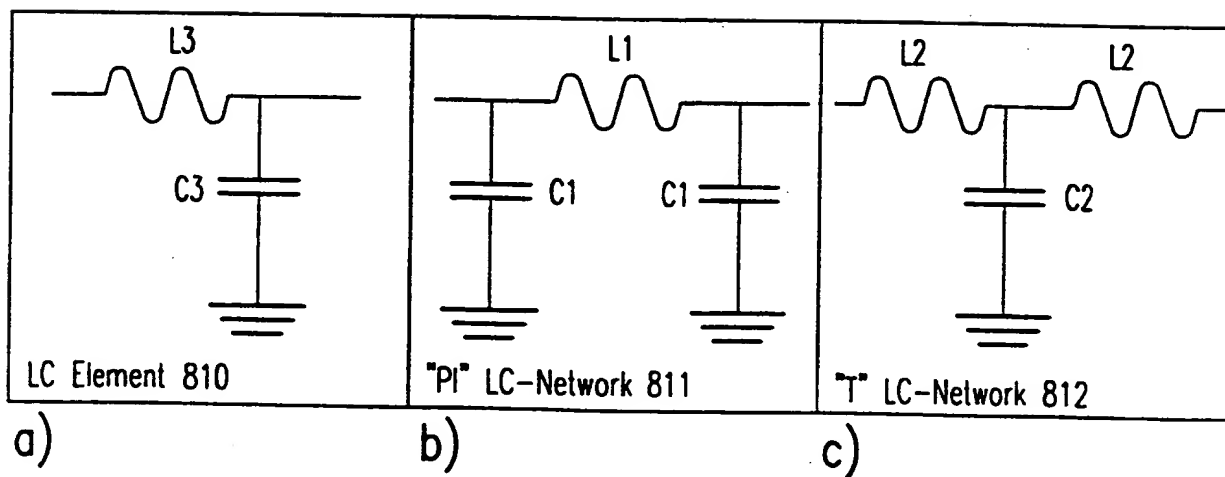 L3
C3
LC Element 810
L1
C1
C1
"PI" LC-Network 811
L2
L2
C2
"T" LC-Network 812
a)
b)
c)